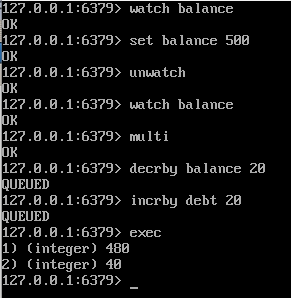 127.0.0.1:6379> watch balance
OK
127.0.0.1:6379> set balance 500
OK
127.0.0.1:6379> unwatch
OK
127.0.0.1:6379> watch balance
OK
127.0.0.1:6379> multi
OK
127.0.0.1:6379> decrby balance 20
QUEUED
127.0.0.1:6379> incrby debt 20
QUEUED
127.0.0.1:6379> exec
1) (integer) 480
2) (integer) 40
127.0.0.1:6379> _